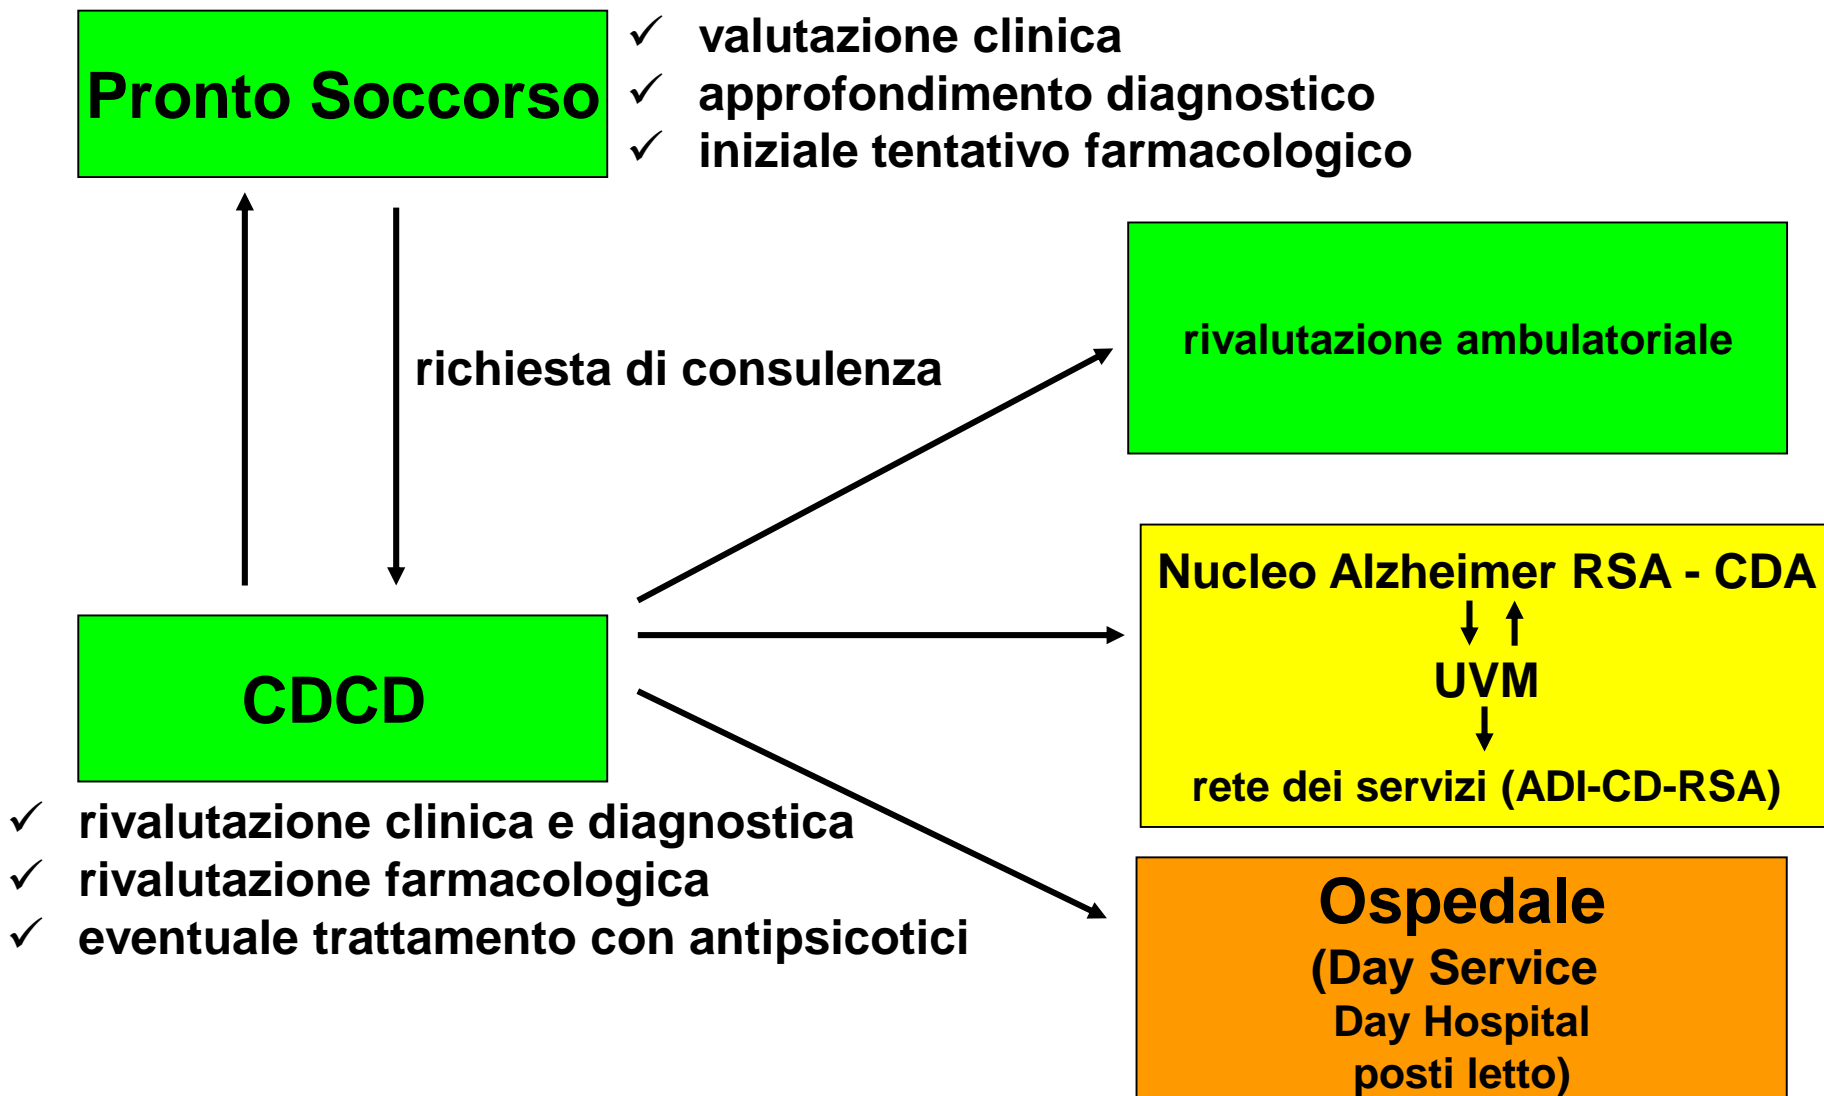 Pronto Soccorso
✓ valutazione clinica
✓ approfondimento diagnostico
✓ iniziale tentativo farmacologico
richiesta di consulenza
rivalutazione ambulatoriale
CDCD
✓ rivalutazione clinica e diagnostica
✓ rivalutazione farmacologica
✓ eventuale trattamento con antipsicotici
Nucleo Alzheimer RSA - CDA
UVM
rete dei servizi (ADI-CD-RSA)
Ospedale
(Day Service
Day Hospital
posti letto)